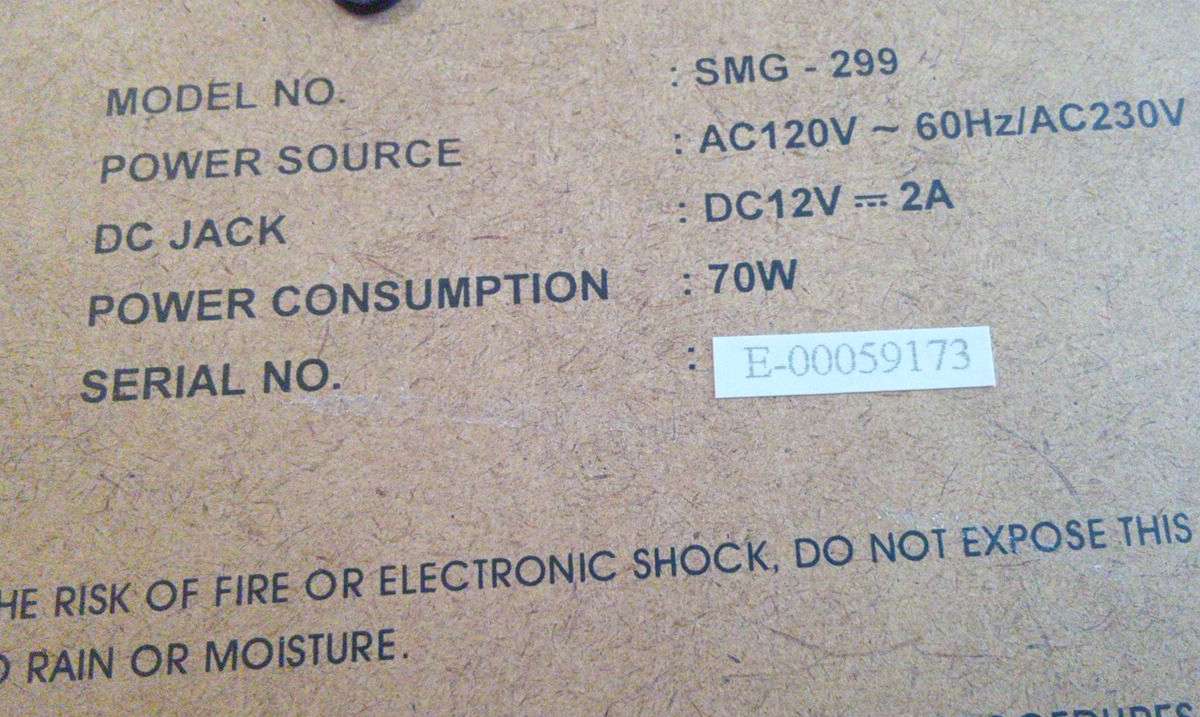 MODEL NO. : SMG - 299
POWER SOURCE : AC120V ~ 60Hz/AC230V
DC JACK : DC12V ⎓ 2A
POWER CONSUMPTION : 70W
SERIAL NO. : E-00059173
HE RISK OF FIRE OR ELECTRONIC SHOCK, DO NOT EXPOSE THIS
RAIN OR MOISTURE.